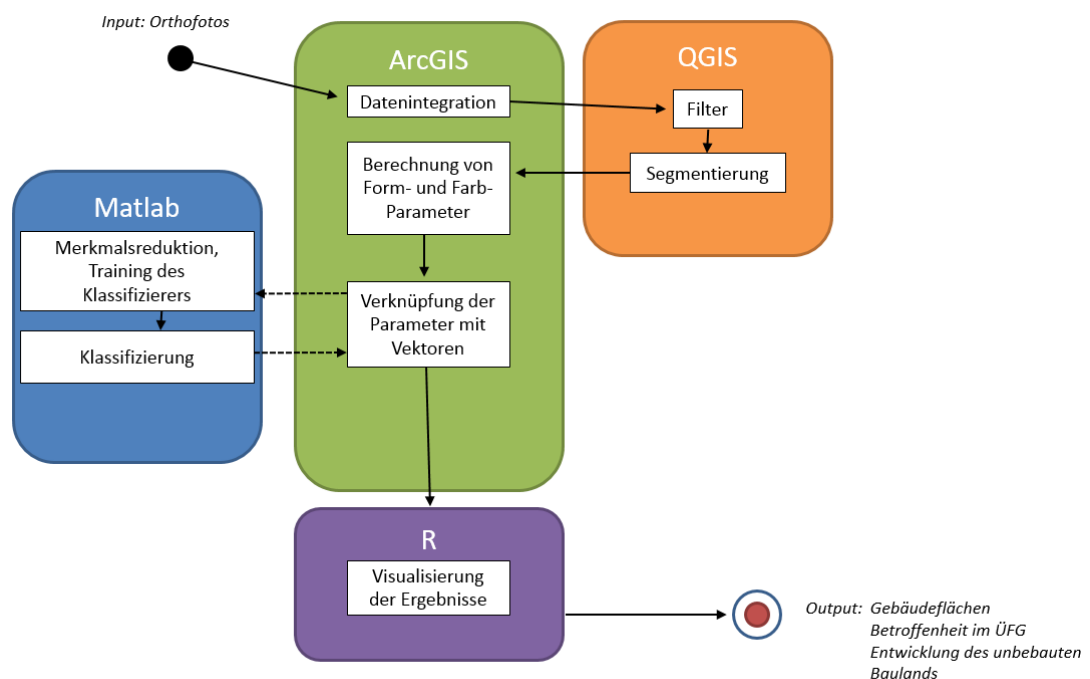 Input: Orthofotos
ArcGIS
Datenintegration
QGIS
Filter
Segmentierung
Berechnung von
Form- und Farb-
Parameter
Matlab
Merkmalsreduktion,
Training des
Klassifizierers
Klassifizierung
Verknüpfung der
Parameter mit
Vektoren
R
Visualisierung
der Ergebnisse
Output: Gebäudeflächen
Betroffenheit im ÜFG
Entwicklung des unbebauten
Baulands